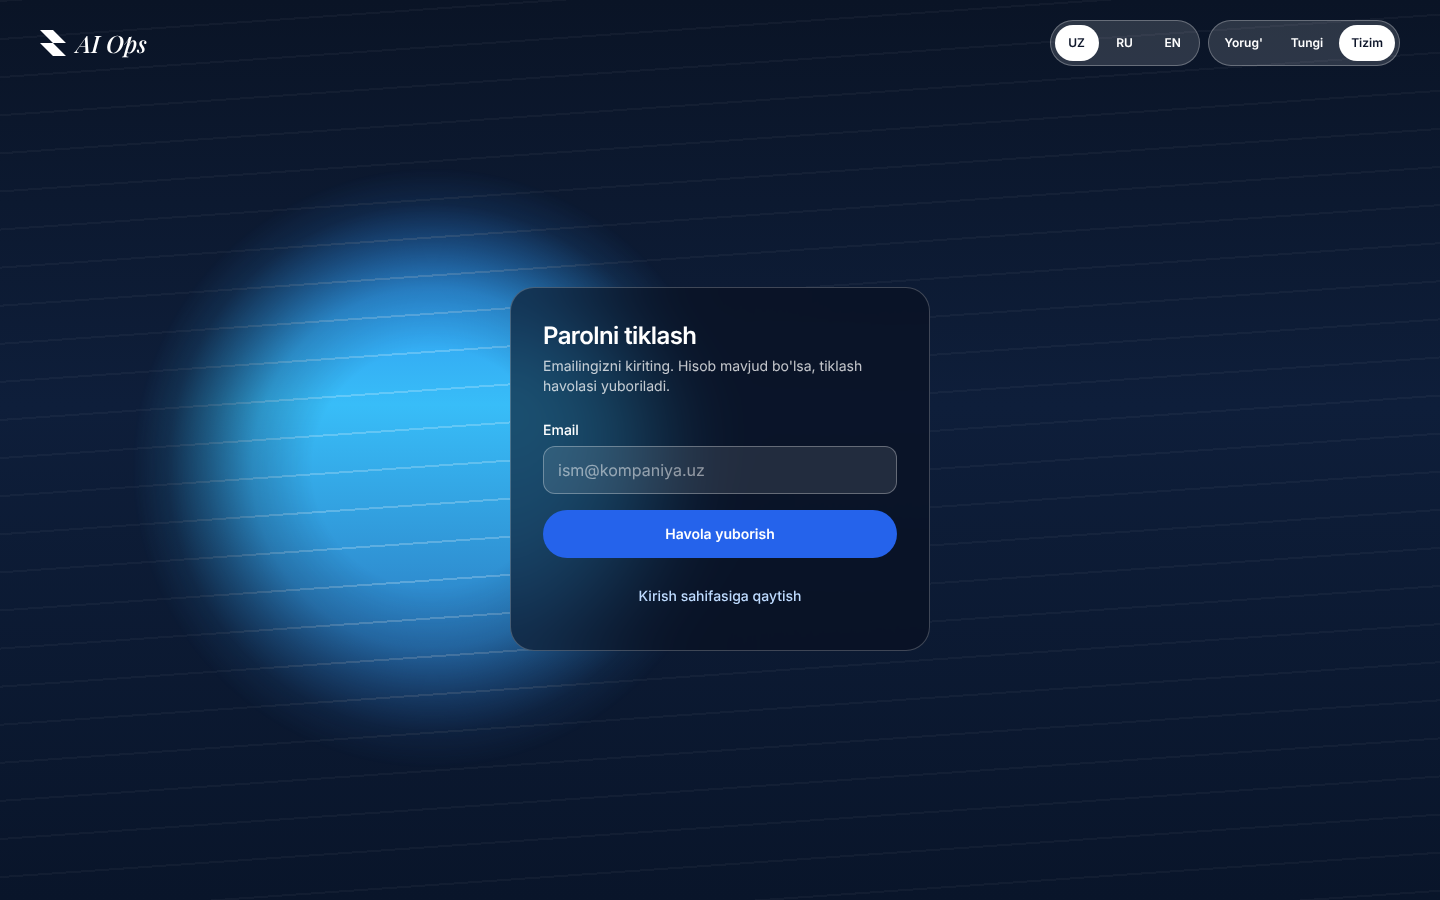 AI Ops
UZ RU EN
Yorug' Tungi Tizim
Parolni tiklash
Emailingizni kiriting. Hisob mavjud bo'lsa, tiklash
havolasi yuboriladi.
Email
ism@kompaniya.uz
Havola yuborish
Kirish sahifasiga qaytish